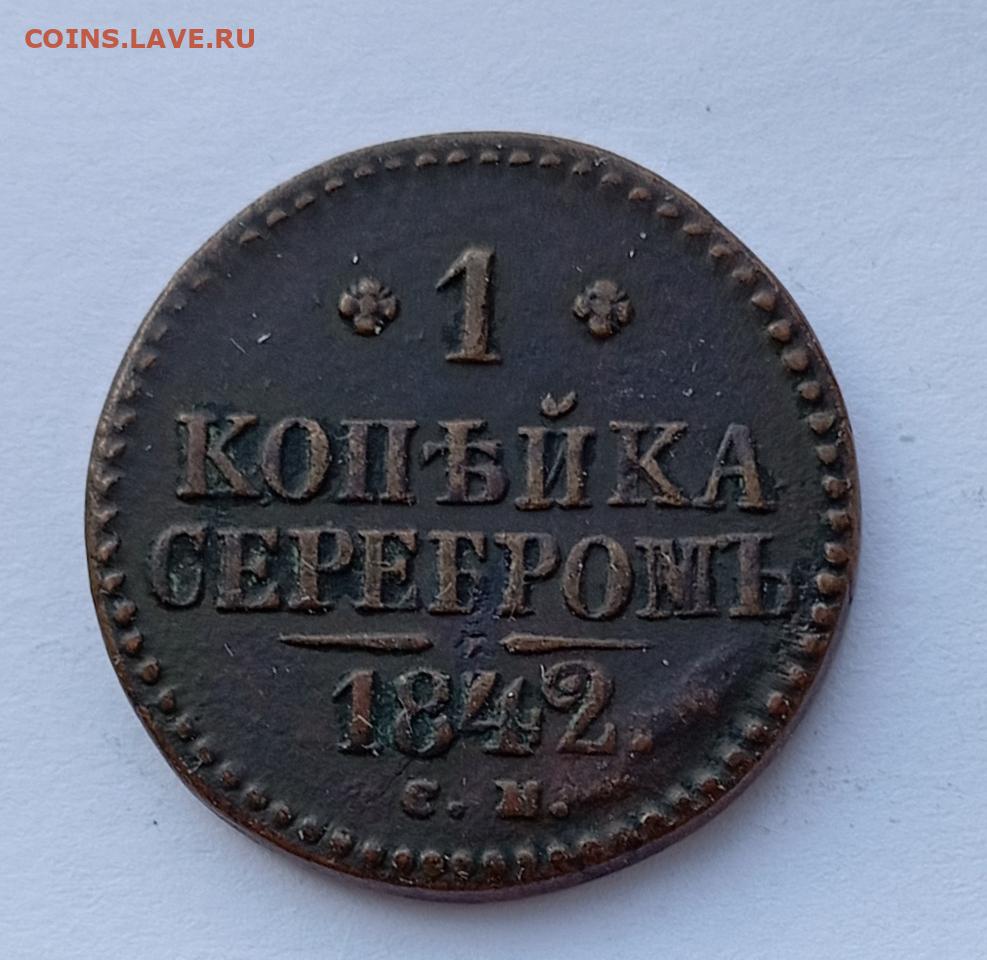 COINS.LAVE.RU
1
КОПѢЙКА
СЕРЕБРОМЪ
1842.
С. М.